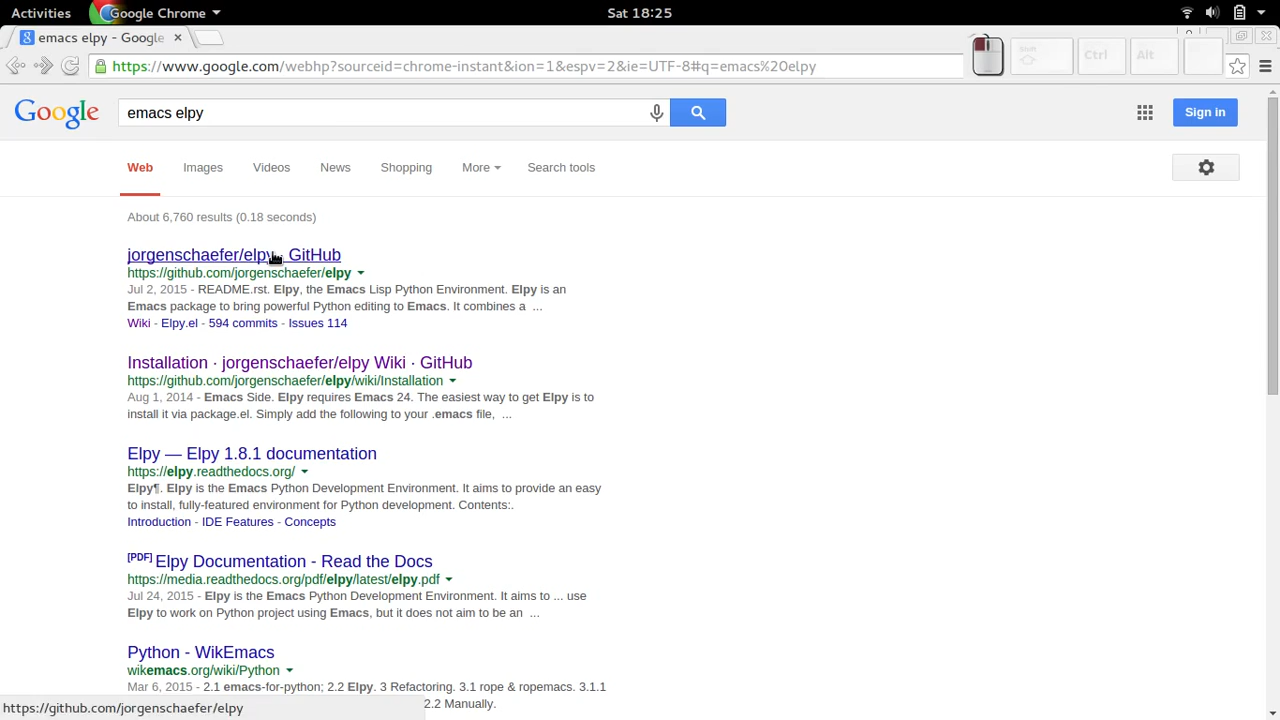 Activities Google Chrome Sat 18:25
emacs elpy - Google
https://www.google.com/webhp?sourceid=chrome-instant&ion=1&espv=2&ie=UTF-8#q=emacs%20elpy
Shift Ctrl Alt
Google emacs elpy Sign in
Web Images Videos News Shopping More Search tools
About 6,760 results (0.18 seconds)
jorgenschaefer/elpy · GitHub
https://github.com/jorgenschaefer/elpy
Jul 2, 2015 - README.rst. Elpy, the Emacs Lisp Python Environment. Elpy is an
Emacs package to bring powerful Python editing to Emacs. It combines a ...
Wiki - Elpy.el - 594 commits - Issues 114
Installation · jorgenschaefer/elpy Wiki · GitHub
https://github.com/jorgenschaefer/elpy/wiki/Installation
Aug 1, 2014 - Emacs Side. Elpy requires Emacs 24. The easiest way to get Elpy is to
install it via package.el. Simply add the following to your .emacs file, ...
Elpy — Elpy 1.8.1 documentation
https://elpy.readthedocs.org/
Elpy¶. Elpy is the Emacs Python Development Environment. It aims to provide an easy
to install, fully-featured environment for Python development. Contents:.
Introduction - IDE Features - Concepts
[PDF] Elpy Documentation - Read the Docs
https://media.readthedocs.org/pdf/elpy/latest/elpy.pdf
Jul 24, 2015 - Elpy is the Emacs Python Development Environment. It aims to ... use
Elpy to work on Python project using Emacs, but it does not aim to be an ...
Python - WikEmacs
wikemacs.org/wiki/Python
Mar 6, 2015 - 2.1 emacs-for-python; 2.2 Elpy. 3 Refactoring. 3.1 rope & ropemacs. 3.1.1
2.2 Manually.
https://github.com/jorgenschaefer/elpy